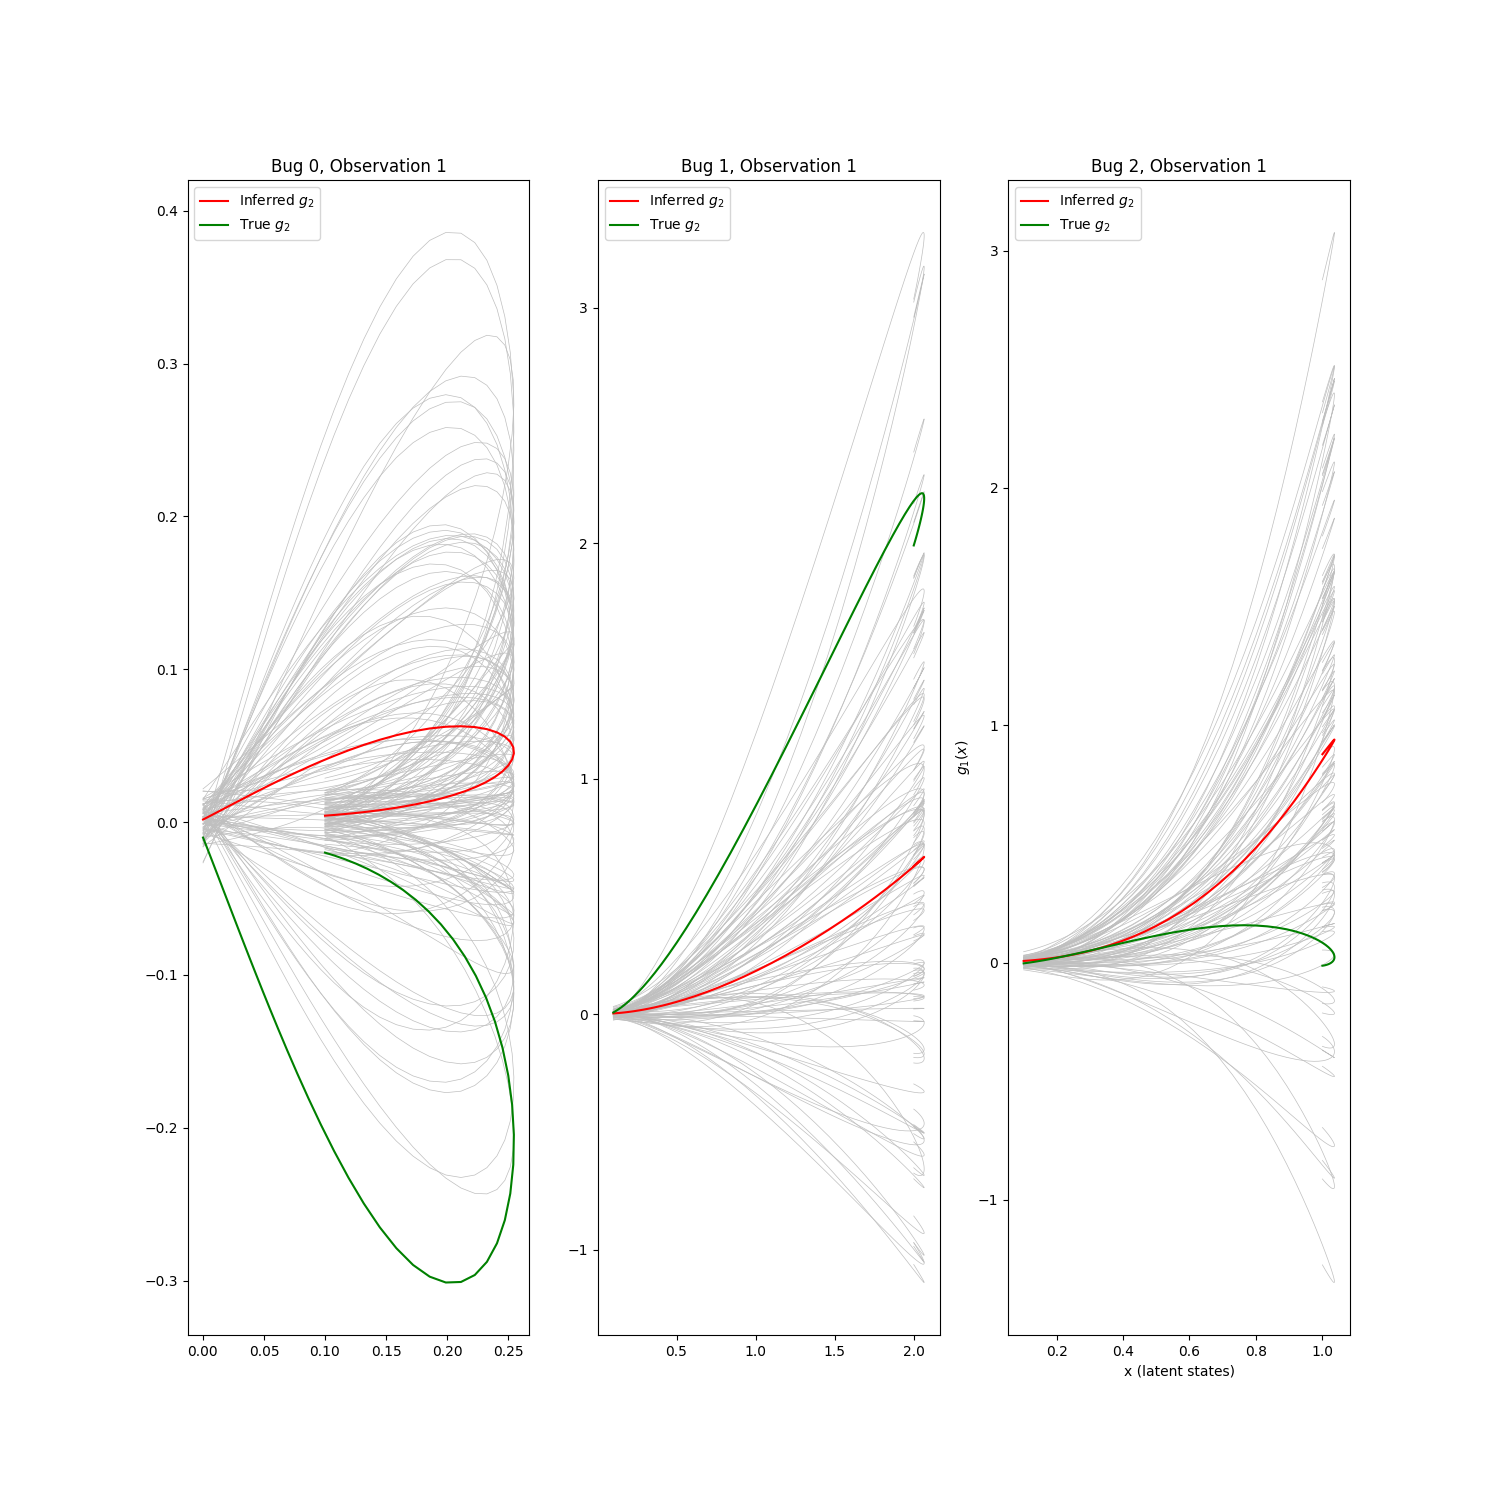 Bug 0, Observation 1
Inferred g₂
True g₂
0.4
0.3
0.2
0.1
0.0
−0.1
−0.2
−0.3
0.00 0.05 0.10 0.15 0.20 0.25
Bug 1, Observation 1
Inferred g₂
True g₂
3
2
1
0
−1
0.5 1.0 1.5 2.0
Bug 2, Observation 1
Inferred g₂
True g₂
g₁(x)
3
2
1
0
−1
0.2 0.4 0.6 0.8 1.0
x (latent states)